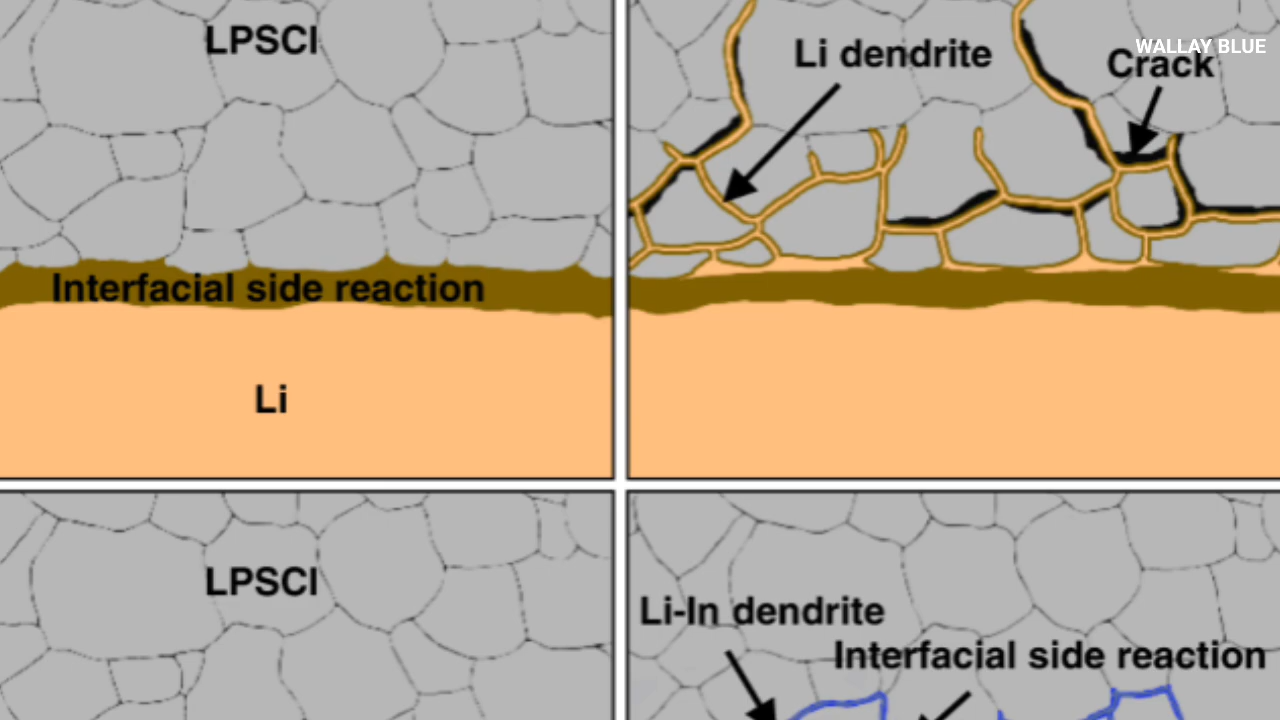 LPSCl
Li dendrite
WALLAY BLUE
Crack
Interfacial side reaction
Li
LPSCl
Li-In dendrite
Interfacial side reaction